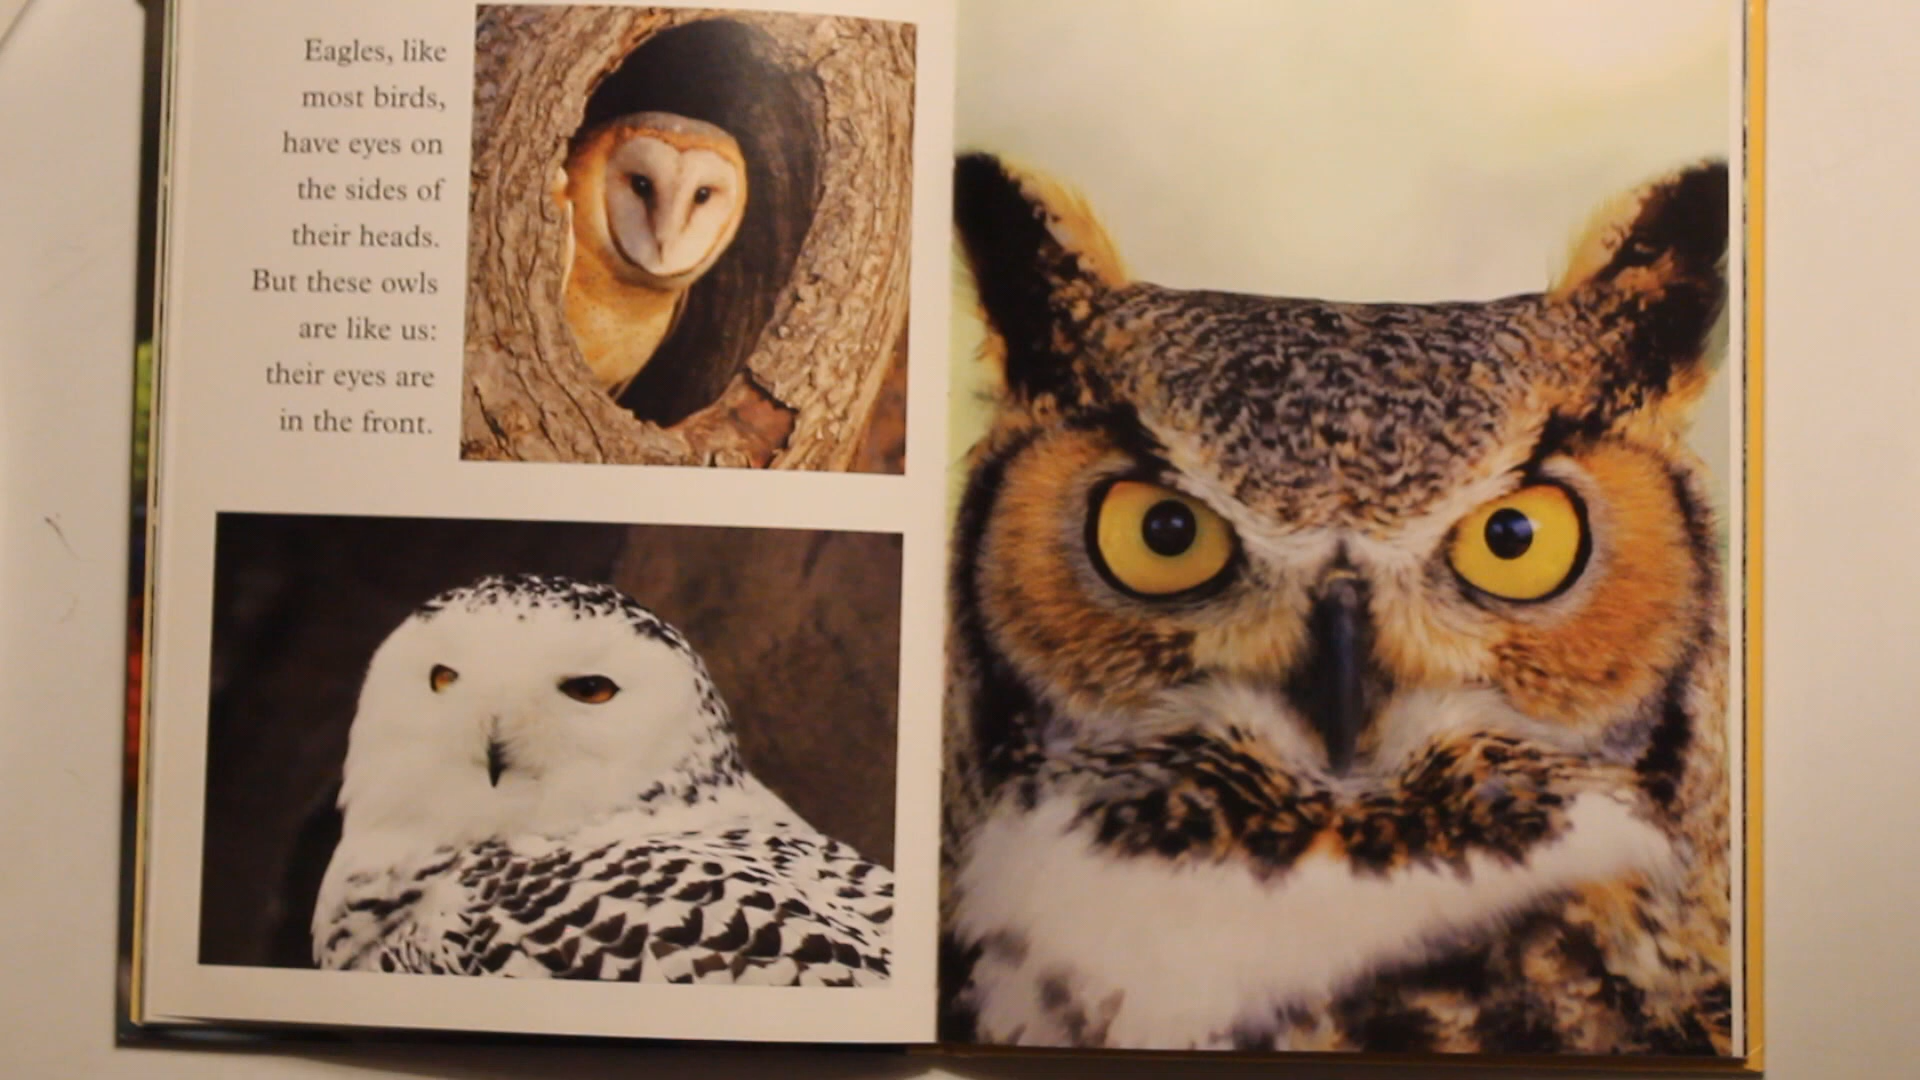 Eagles, like
most birds,
have eyes on
the sides of
their heads.
But these owls
are like us:
their eyes are
in the front.